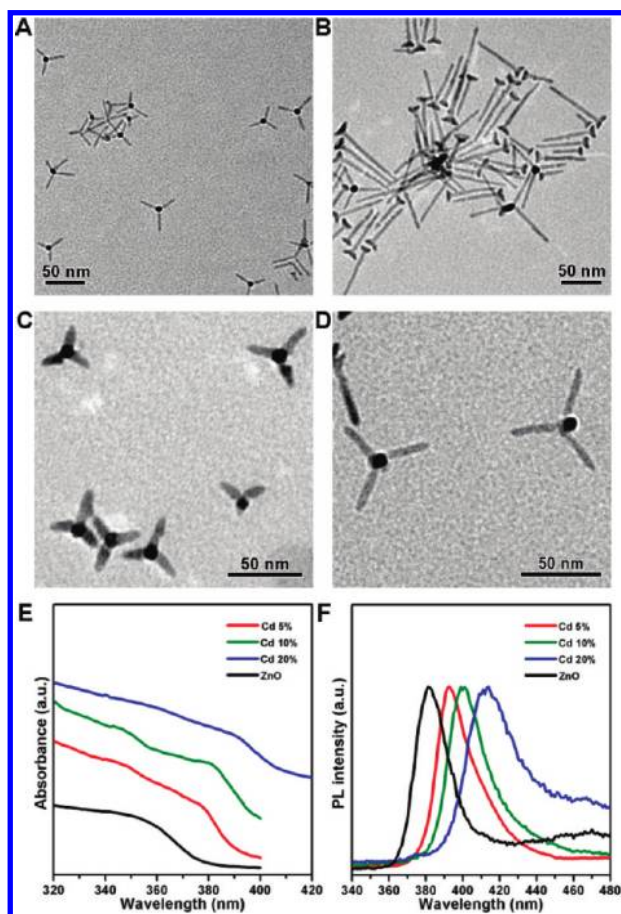 A
B
50 nm
50 nm
C
D
50 nm
50 nm
E
F
Cd 5%
Cd 10%
Cd 20%
ZnO
Cd 5%
Cd 10%
Cd 20%
ZnO
Absorbance (a.u.)
PL intensity (a.u.)
320 340 360 380 400 420
340 360 380 400 420 440 460 480
Wavelength (nm)
Wavelength (nm)